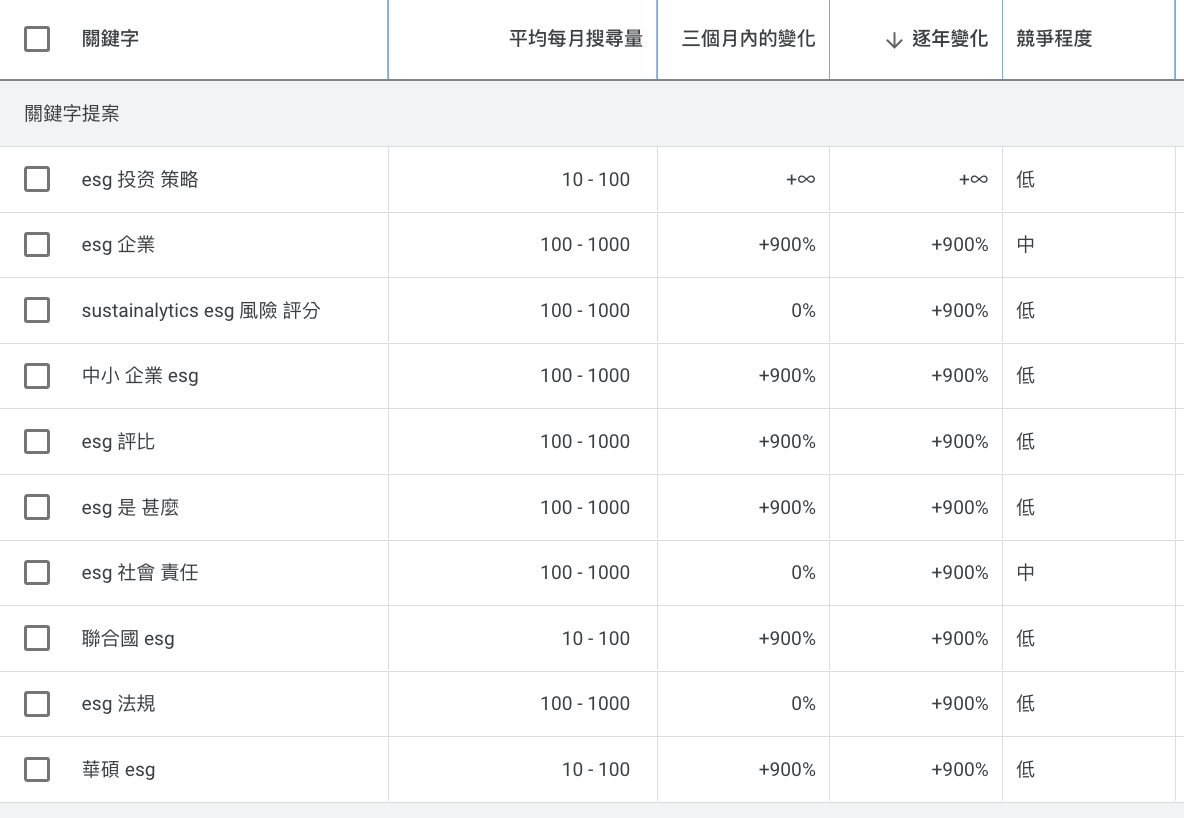 關鍵字 平均每月搜尋量 三個月內的變化 ↓ 逐年變化 競爭程度
關鍵字提案
esg 投资 策略 10 - 100 +∞ +∞ 低
esg 企業 100 - 1000 +900% +900% 中
sustainalytics esg 風險 評分 100 - 1000 0% +900% 低
中小 企業 esg 100 - 1000 +900% +900% 低
esg 評比 100 - 1000 +900% +900% 低
esg 是 甚麼 100 - 1000 +900% +900% 低
esg 社會 責任 100 - 1000 0% +900% 中
聯合國 esg 10 - 100 +900% +900% 低
esg 法規 100 - 1000 0% +900% 低
華碩 esg 10 - 100 +900% +900% 低